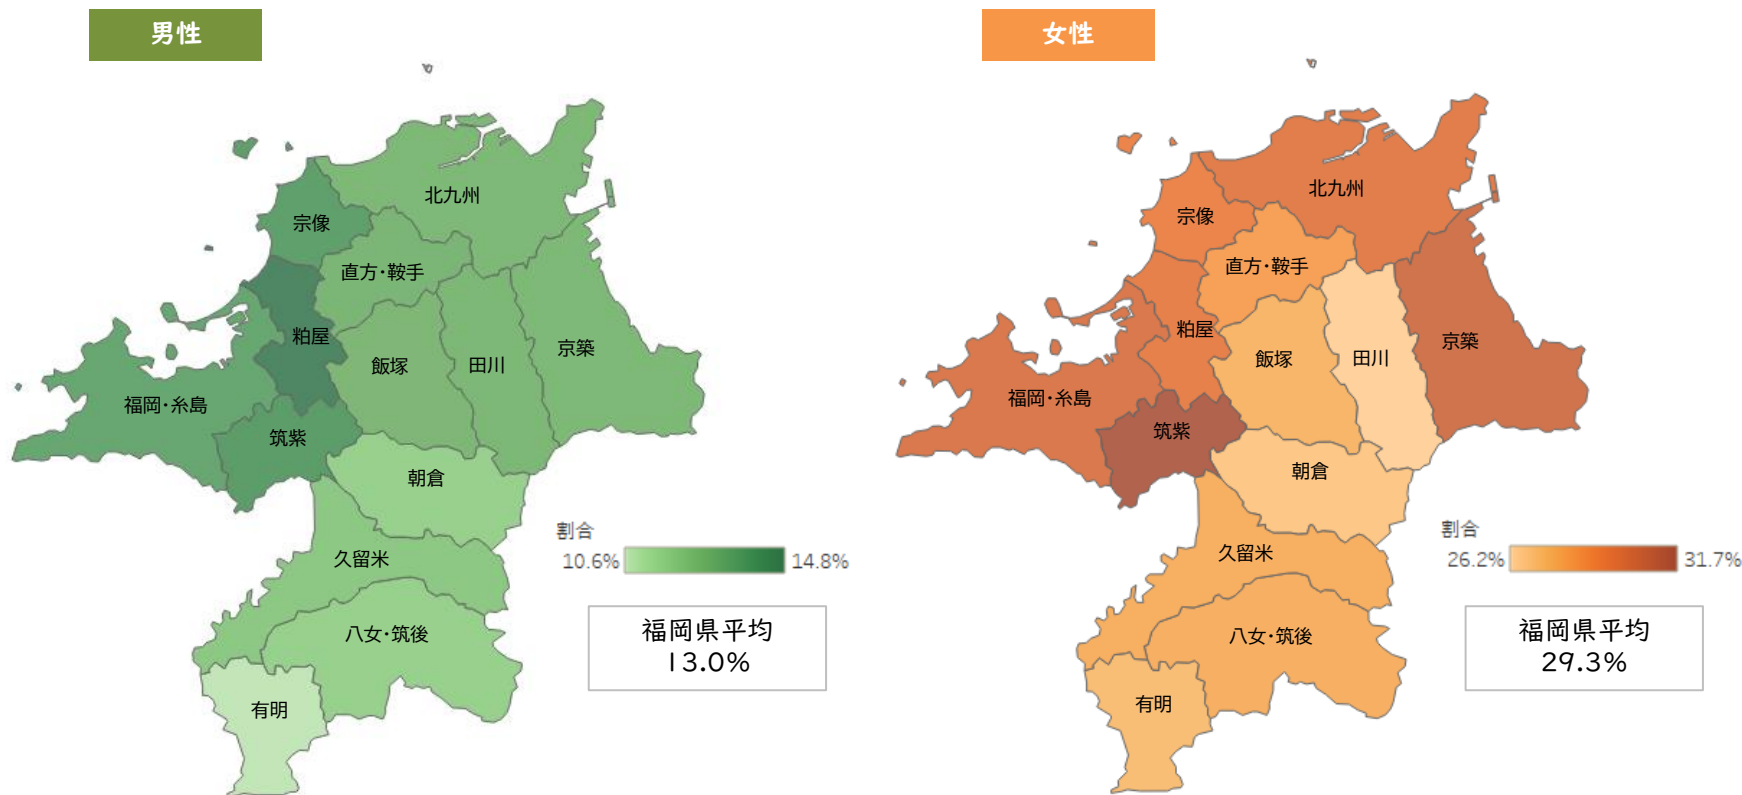 男性
北九州
宗像
直方・鞍手
粕屋
京築
飯塚
田川
福岡・糸島
筑紫
朝倉
久留米
八女・筑後
有明
割合
10.6% 14.8%
福岡県平均
13.0%
女性
北九州
宗像
直方・鞍手
粕屋
京築
飯塚
田川
福岡・糸島
筑紫
朝倉
久留米
八女・筑後
有明
割合
26.2% 31.7%
福岡県平均
29.3%